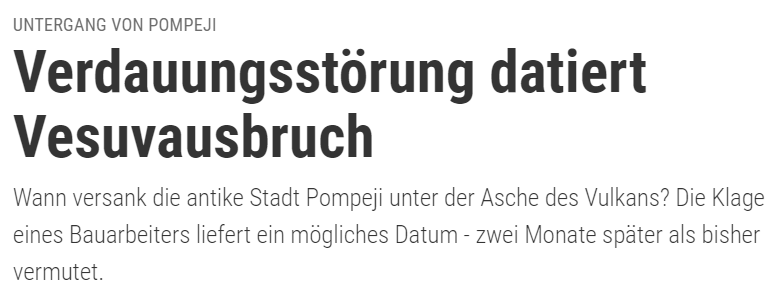 UNTERGANG VON POMPEJI
Verdauungsstörung datiert
Vesuvausbruch
Wann versank die antike Stadt Pompeji unter der Asche des Vulkans? Die Klage
eines Bauarbeiters liefert ein mögliches Datum - zwei Monate später als bisher
vermutet.